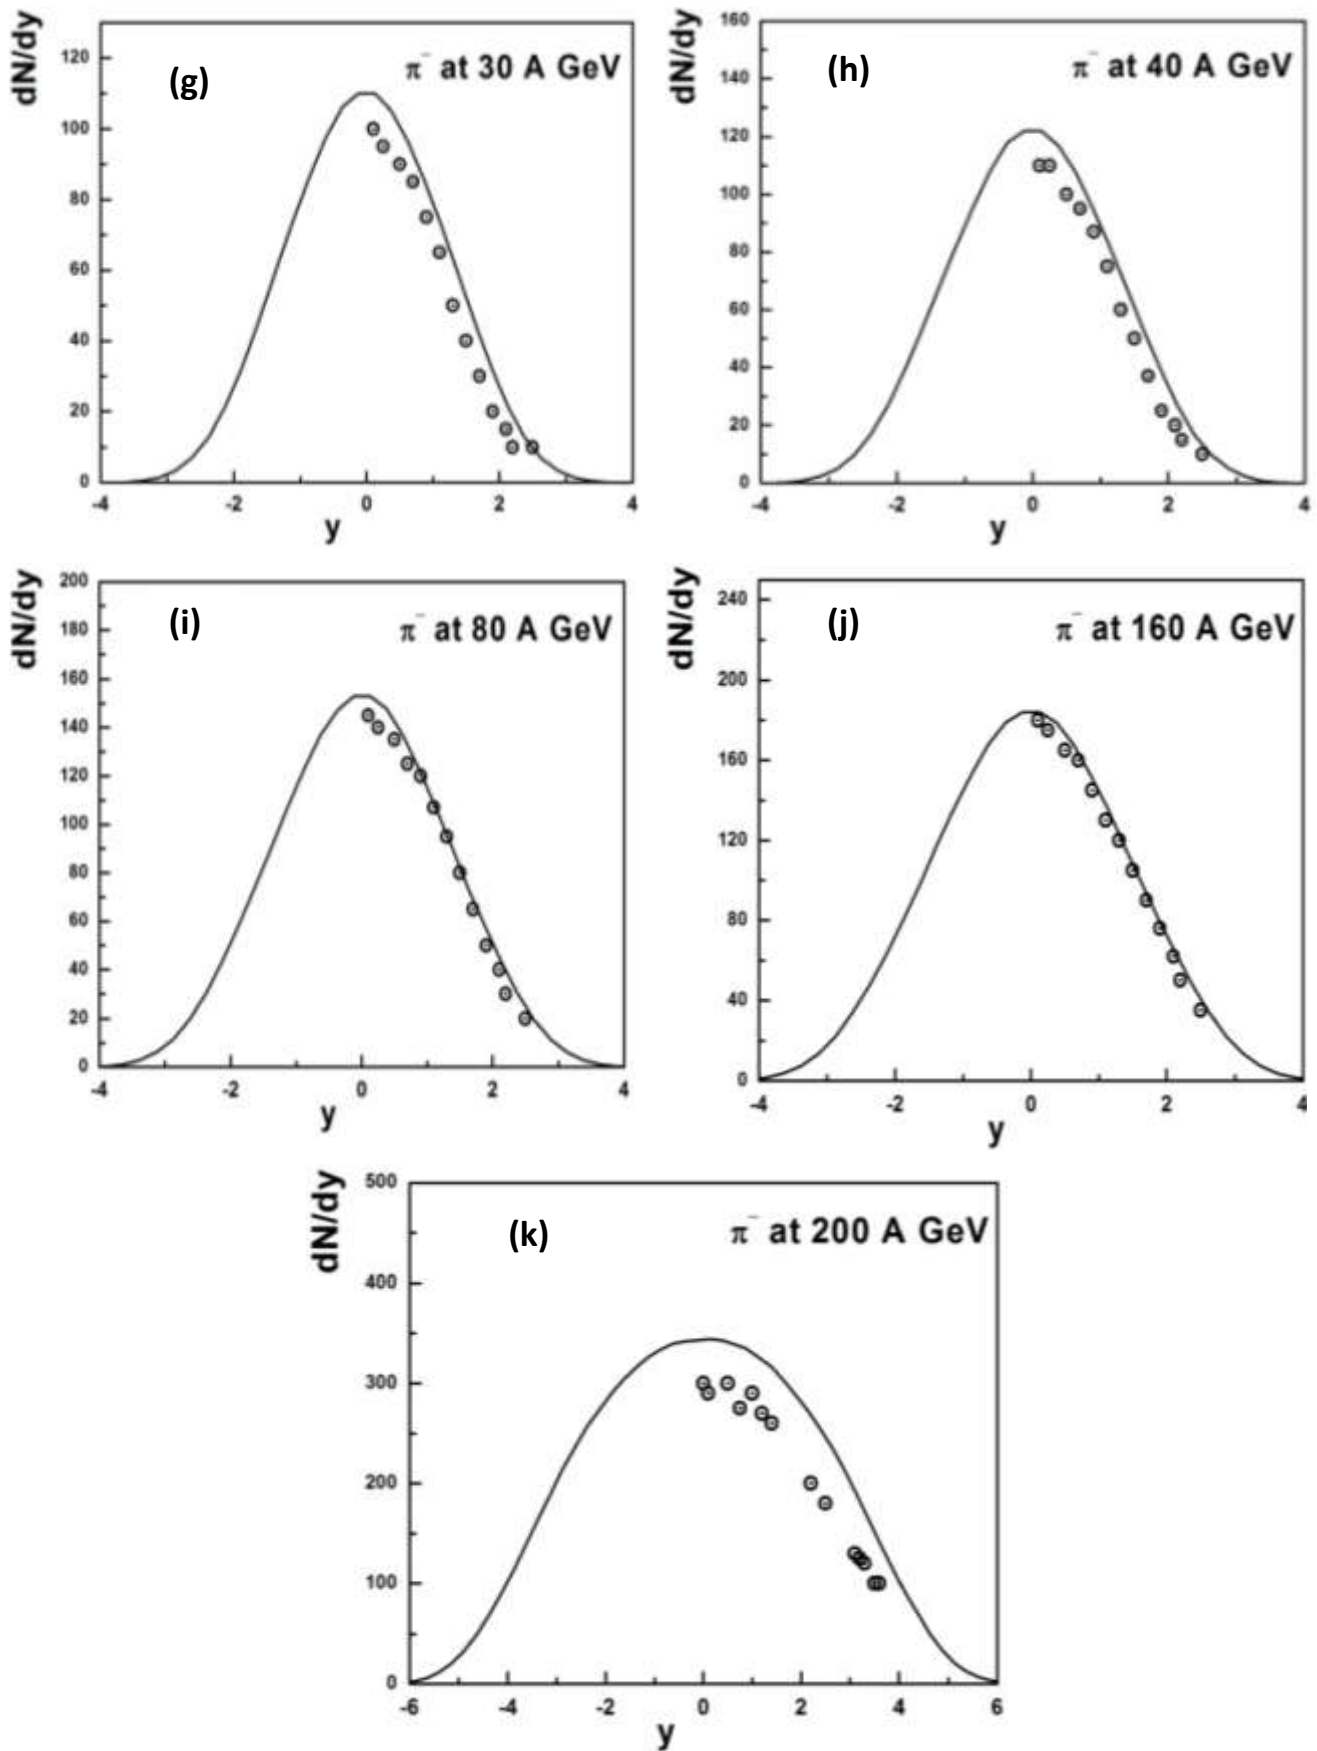 dN/dy
(g)
π⁻ at 30 A GeV
120
100
80
60
40
20
0
-4 -2 0 2 4
y
dN/dy
(h)
π⁻ at 40 A GeV
160
140
120
100
80
60
40
20
0
-4 -2 0 2 4
y
dN/dy
(i)
π⁻ at 80 A GeV
200
180
160
140
120
100
80
60
40
20
0
-4 -2 0 2 4
y
dN/dy
(j)
π⁻ at 160 A GeV
240
200
160
120
80
40
0
-4 -2 0 2 4
y
dN/dy
(k)
π⁻ at 200 A GeV
500
400
300
200
100
0
-6 -4 -2 0 2 4 6
y